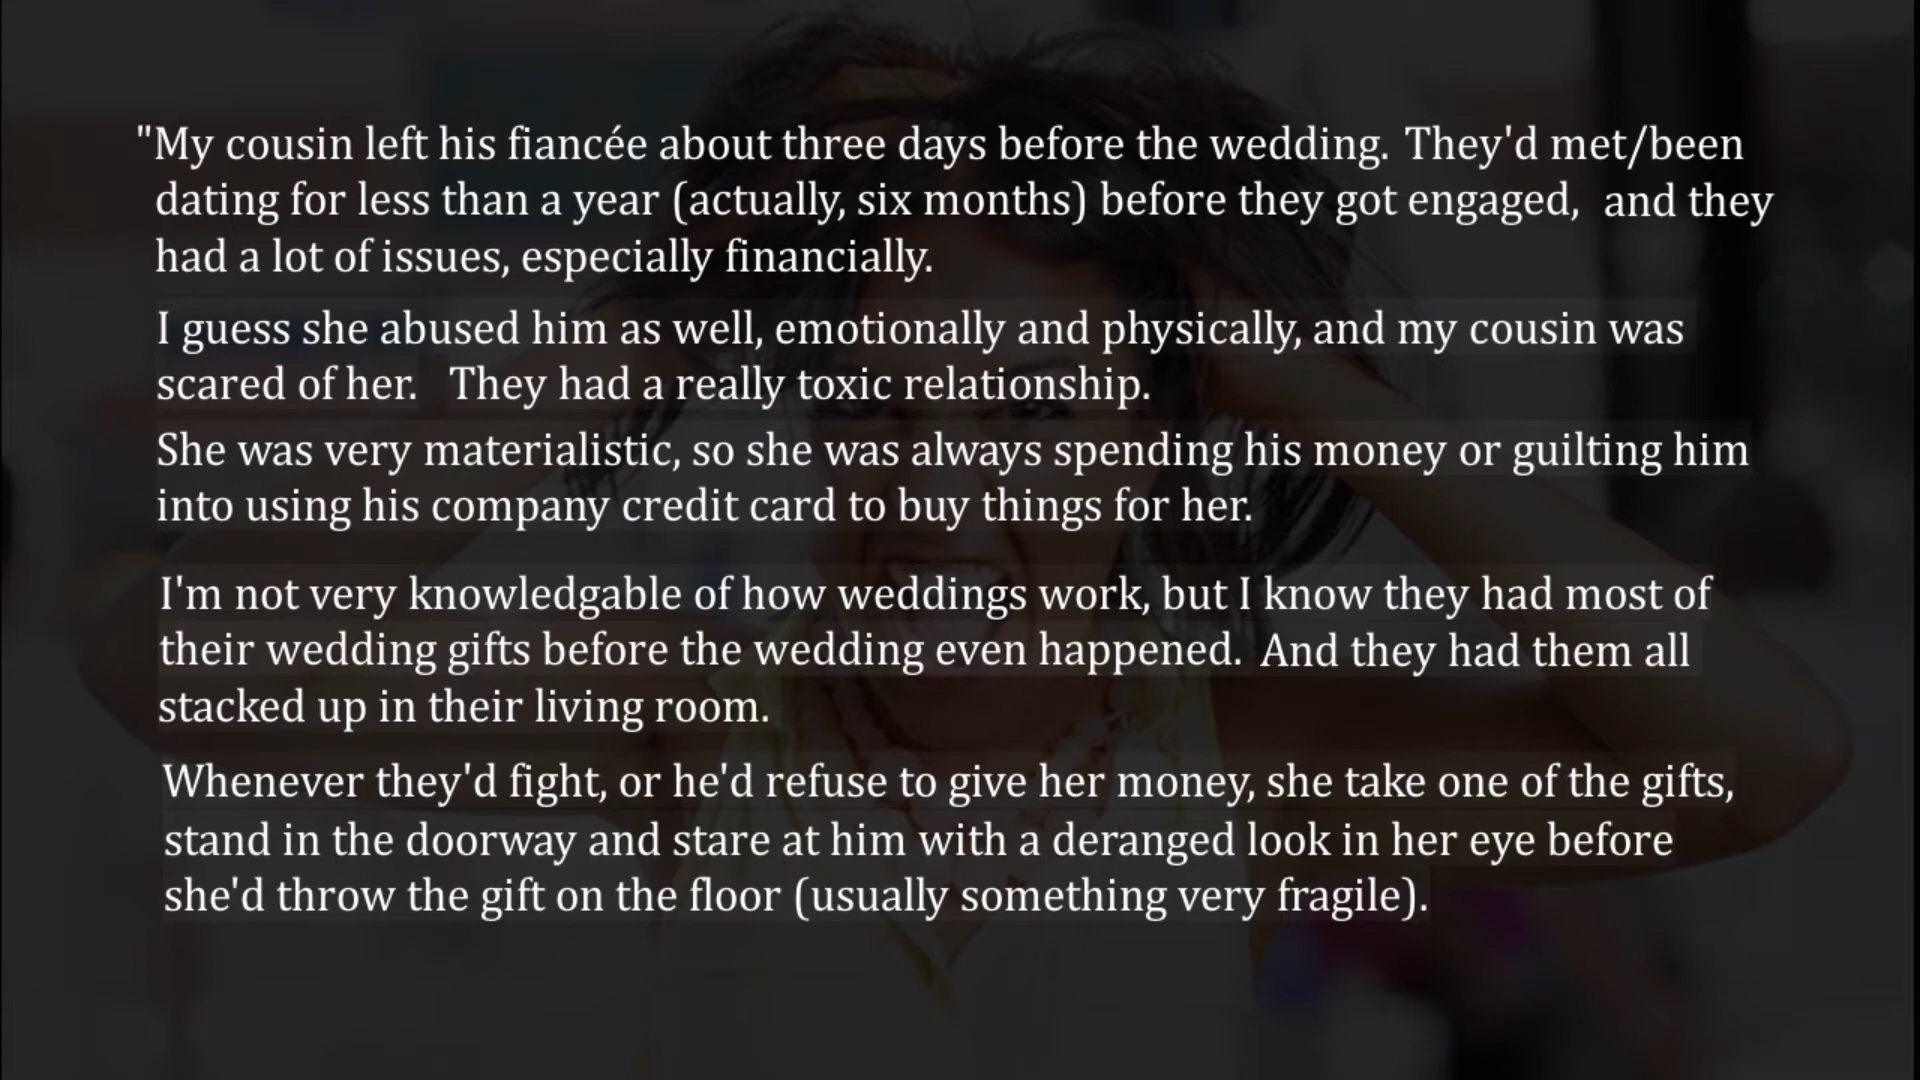 "My cousin left his fiancée about three days before the wedding. They'd met/been
dating for less than a year (actually, six months) before they got engaged, and they
had a lot of issues, especially financially.
I guess she abused him as well, emotionally and physically, and my cousin was
scared of her. They had a really toxic relationship.
She was very materialistic, so she was always spending his money or guilting him
into using his company credit card to buy things for her.
I'm not very knowledgable of how weddings work, but I know they had most of
their wedding gifts before the wedding even happened. And they had them all
stacked up in their living room.
Whenever they'd fight, or he'd refuse to give her money, she take one of the gifts,
stand in the doorway and stare at him with a deranged look in her eye before
she'd throw the gift on the floor (usually something very fragile).